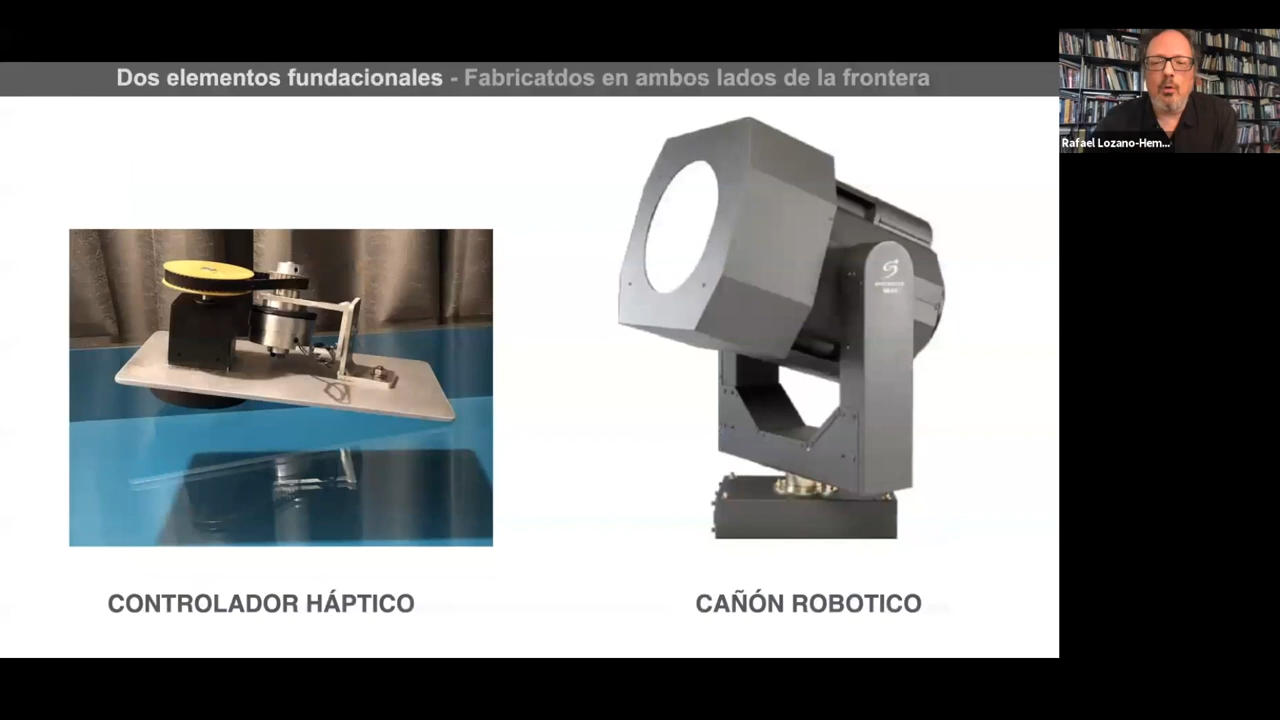 Dos elementos fundacionales - Fabricatdos en ambos lados de la frontera
Rafael Lozano-Hem...
CONTROLADOR HÁPTICO
CAÑÓN ROBOTICO